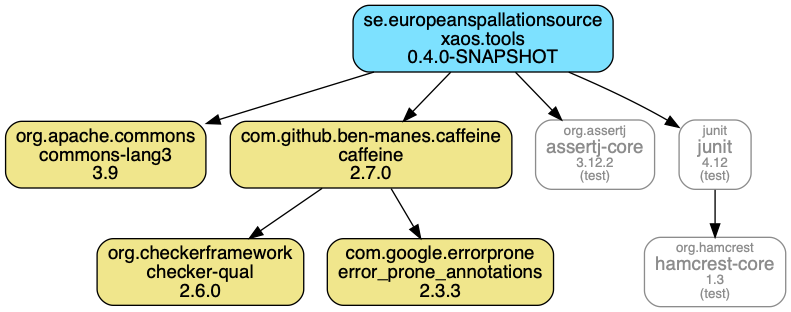 se.europeanspallationsource
xaos.tools
0.4.0-SNAPSHOT
org.apache.commons
commons-lang3
3.9
com.github.ben-manes.caffeine
caffeine
2.7.0
org.assertj
assertj-core
3.12.2
(test)
junit
junit
4.12
(test)
org.checkerframework
checker-qual
2.6.0
com.google.errorprone
error_prone_annotations
2.3.3
org.hamcrest
hamcrest-core
1.3
(test)